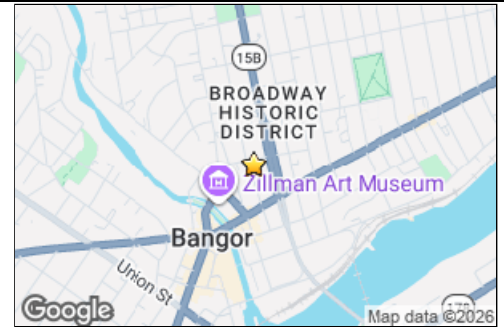 15B
BROADWAY
HISTORIC
DISTRICT
Zillman Art Museum
Bangor
Union St
Google
Map data ©2026